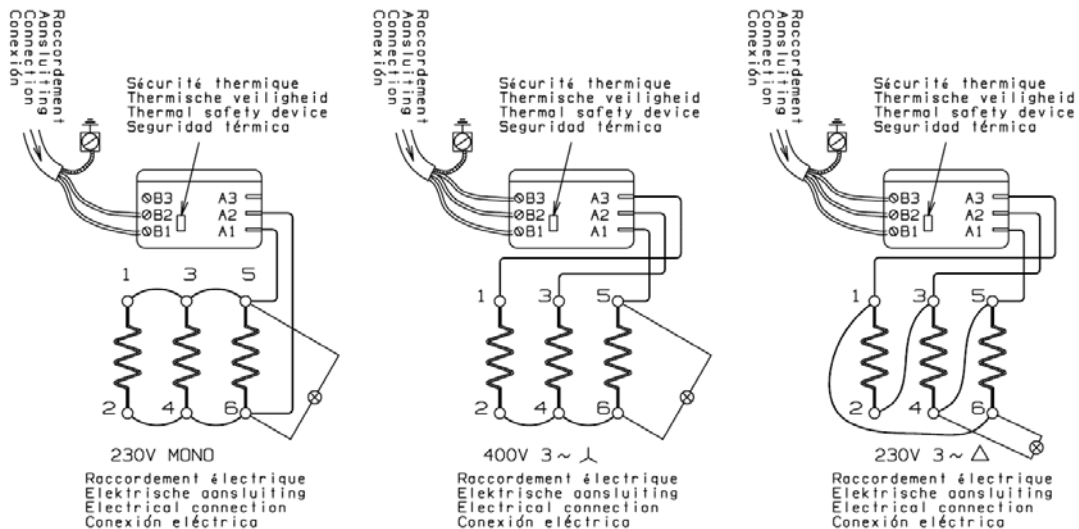 Raccordement
Aansluiting
Connection
Conexión
Sécurité thermique
Thermische veiligheid
Thermal safety device
Seguridad térmica
B3 A3
B2 A2
B1 A1
1 3 5
2 4 6
230V MONO
Raccordement électrique
Elektrische aansluiting
Electrical connection
Conexión eléctrica
Raccordement
Aansluiting
Connection
Conexión
Sécurité thermique
Thermische veiligheid
Thermal safety device
Seguridad térmica
B3 A3
B2 A2
B1 A1
1 3 5
2 4 6
400V 3~ ⅄
Raccordement électrique
Elektrische aansluiting
Electrical connection
Conexión eléctrica
Raccordement
Aansluiting
Connection
Conexión
Sécurité thermique
Thermische veiligheid
Thermal safety device
Seguridad térmica
B3 A3
B2 A2
B1 A1
1 3 5
2 4 6
230V 3~ △
Raccordement électrique
Elektrische aansluiting
Electrical connection
Conexión eléctrica